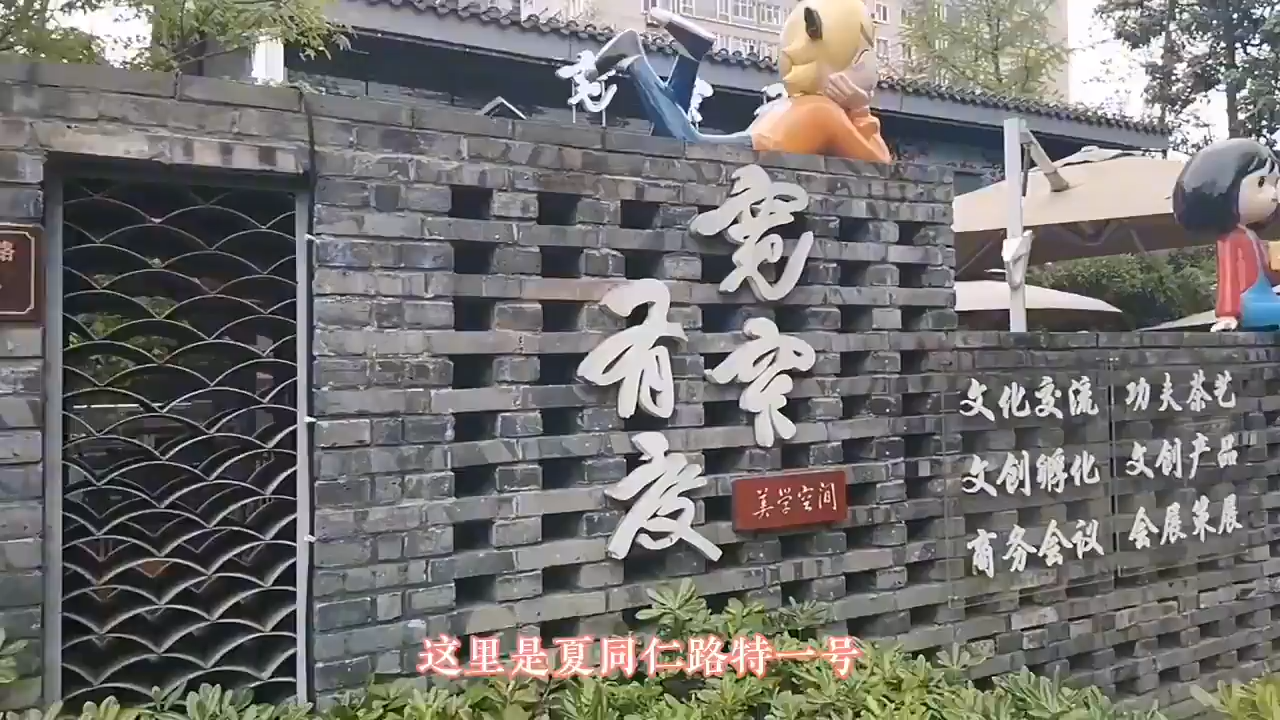 宽窄
有度
美学空间
文化交流 功夫茶艺
文创孵化 文创产品
商务会议 会展策展
路
这里是夏同仁路特一号